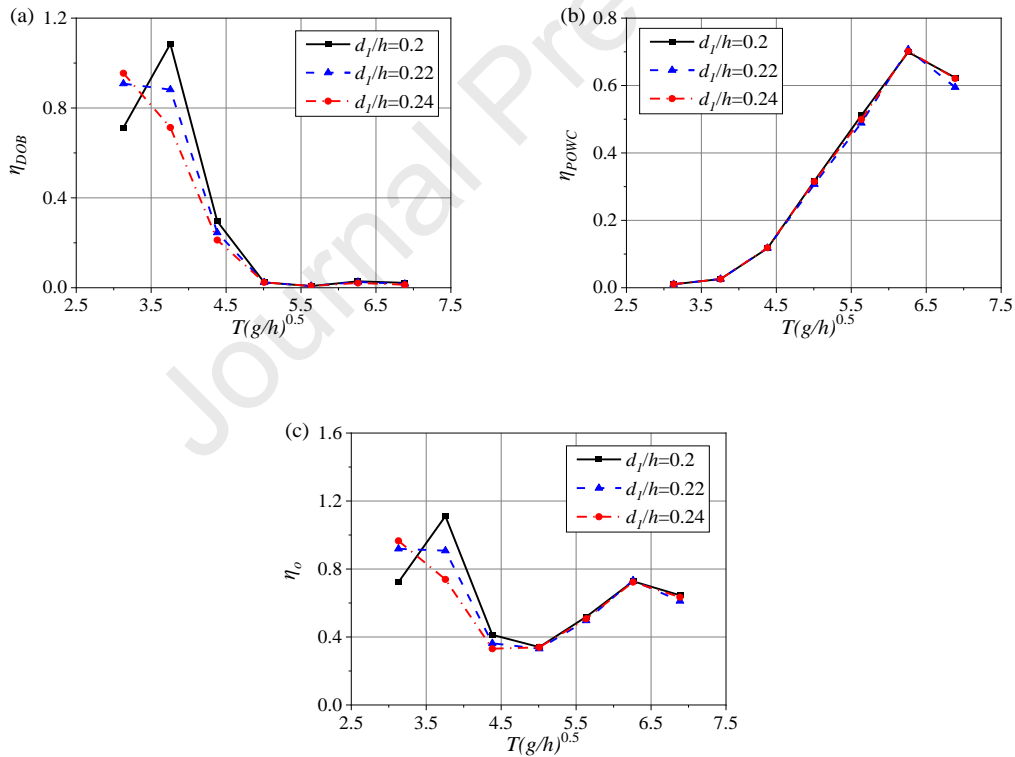 (a)
1.2
0.8
0.4
0.0
η_DOB
d_1/h=0.2
d_1/h=0.22
d_1/h=0.24
2.5 3.5 4.5 5.5 6.5 7.5
T(g/h)^0.5
(b)
0.8
0.6
0.4
0.2
0.0
η_POWC
d_1/h=0.2
d_1/h=0.22
d_1/h=0.24
2.5 3.5 4.5 5.5 6.5 7.5
T(g/h)^0.5
Journal Pre
(c)
1.6
1.2
0.8
0.4
0.0
η_o
d_1/h=0.2
d_1/h=0.22
d_1/h=0.24
2.5 3.5 4.5 5.5 6.5 7.5
T(g/h)^0.5